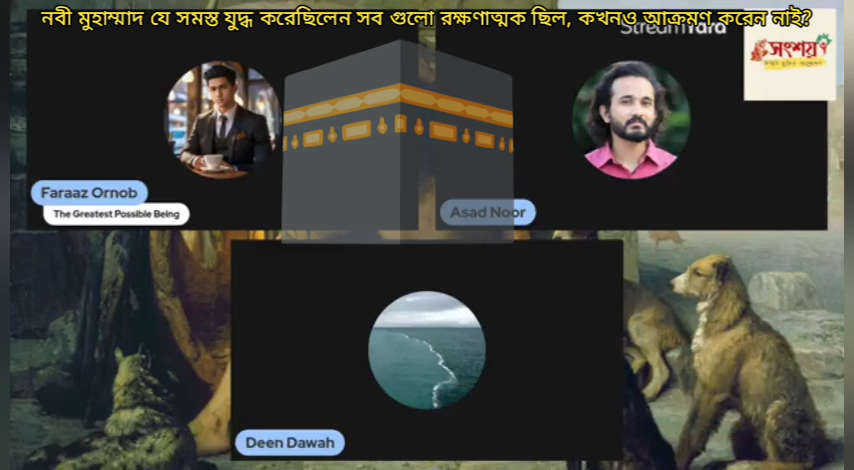 নবী মুহাম্মাদ যে সমস্ত যুদ্ধ করেছিলেন সব গুলো রক্ষণাত্মক ছিল, কখনও আক্রমণ করেন নাই?
StreamYard
সংশয়
Faraaz Ornob
The Greatest Possible Being
Asad Noor
Deen Dawah